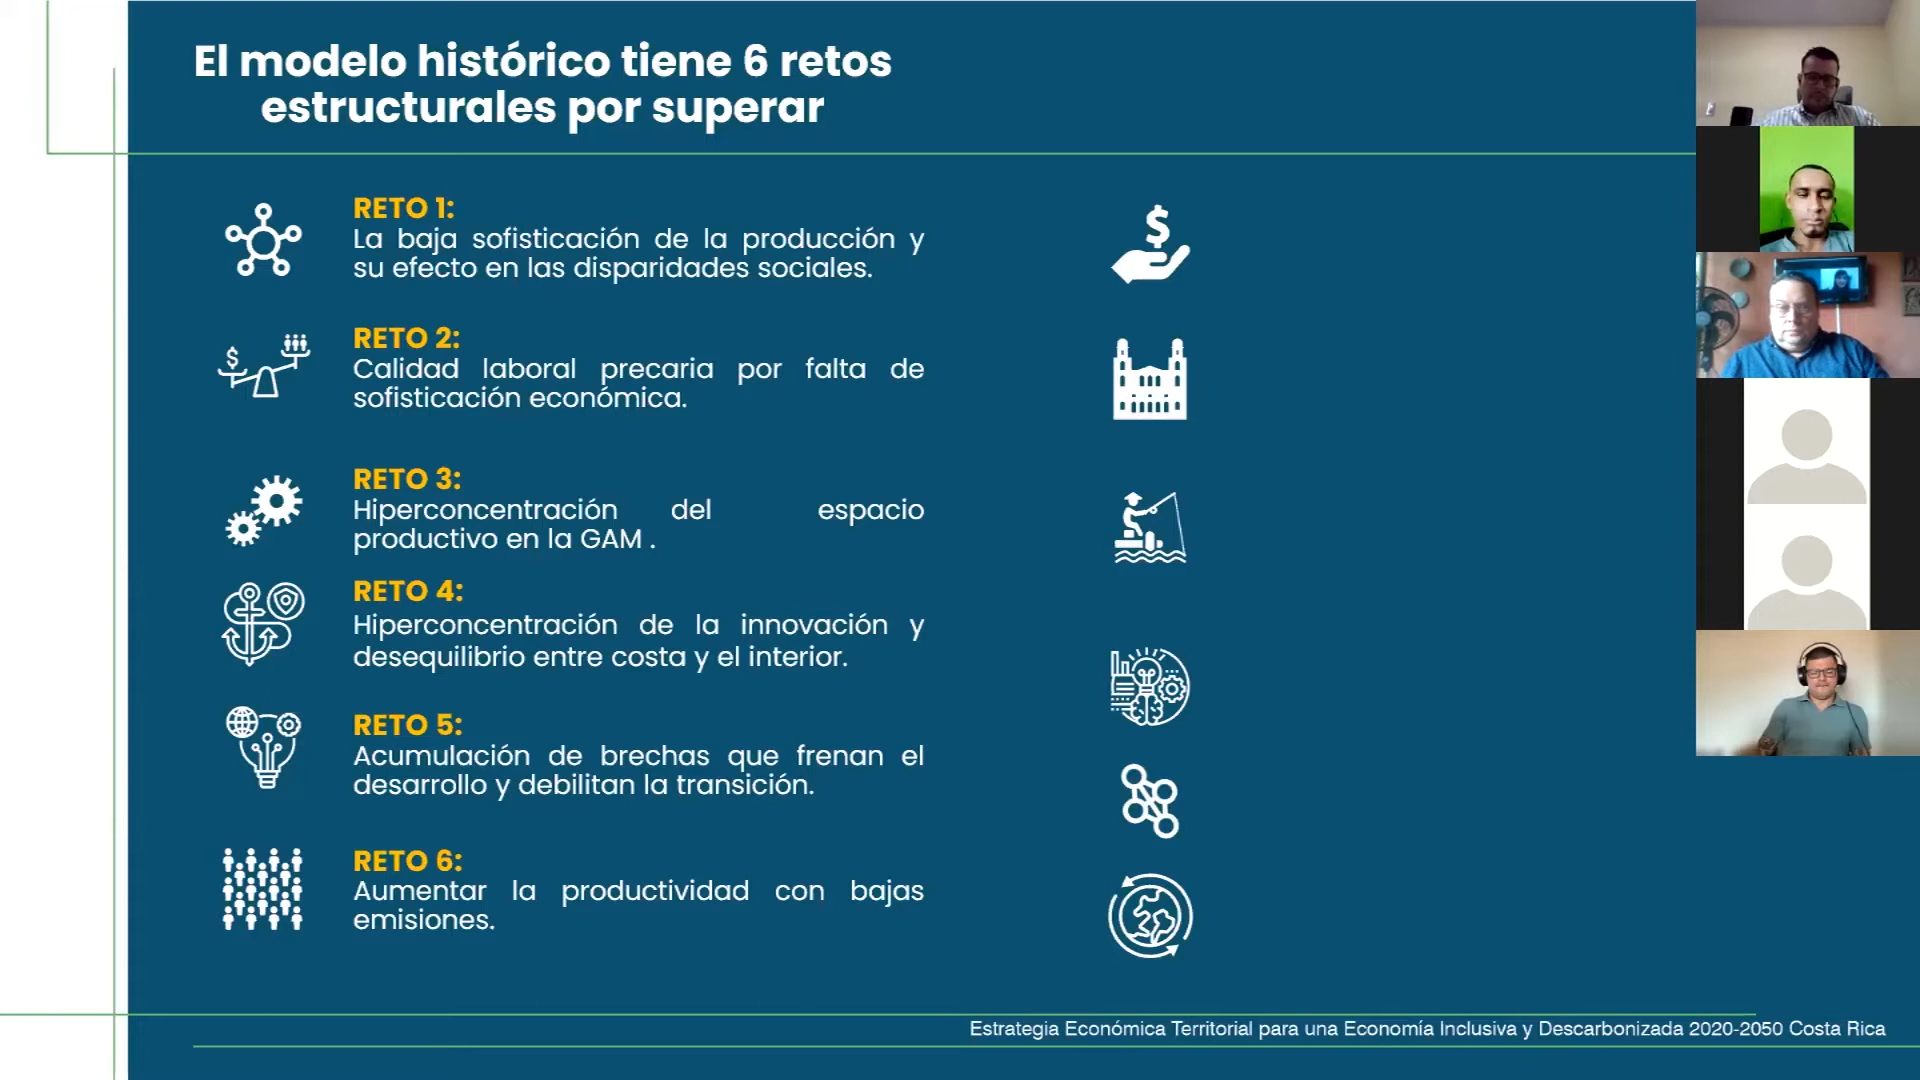 El modelo histórico tiene 6 retos
estructurales por superar
RETO 1:
La baja sofisticación de la producción y
su efecto en las disparidades sociales.
RETO 2:
Calidad laboral precaria por falta de
sofisticación económica.
RETO 3:
Hiperconcentración del espacio
productivo en la GAM .
RETO 4:
Hiperconcentración de la innovación y
desequilibrio entre costa y el interior.
RETO 5:
Acumulación de brechas que frenan el
desarrollo y debilitan la transición.
RETO 6:
Aumentar la productividad con bajas
emisiones.
Estrategia Económica Territorial para una Economía Inclusiva y Descarbonizada 2020-2050 Costa Rica